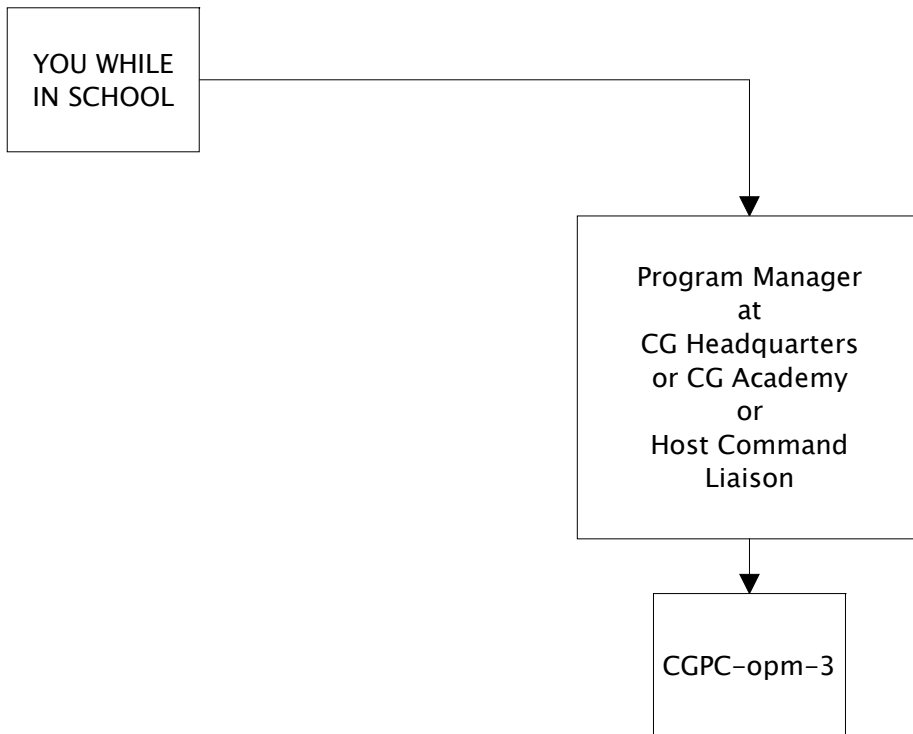 YOU WHILE
IN SCHOOL
Program Manager
at
CG Headquarters
or CG Academy
or
Host Command
Liaison
CGPC-opm-3